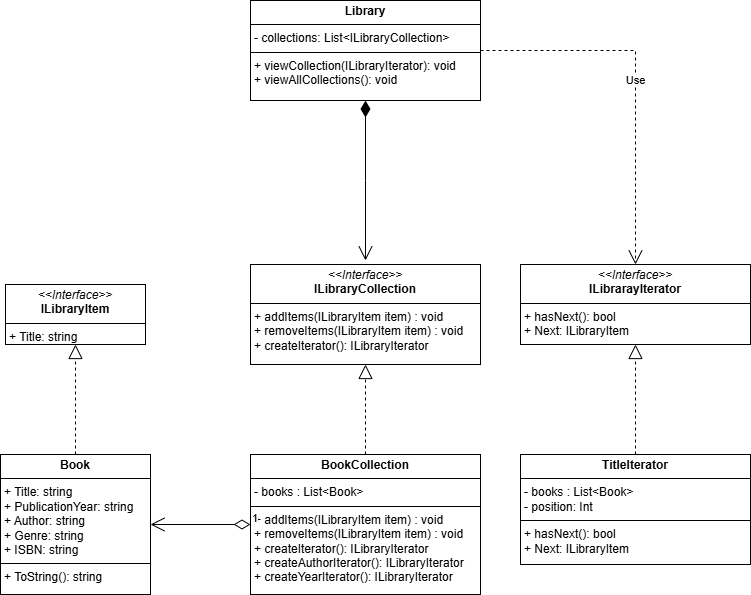 Library
- collections: List<ILibraryCollection>
+ viewCollection(ILibraryIterator): void
+ viewAllCollections(): void
Use
<<Interface>>
ILibraryItem
+ Title: string
<<Interface>>
ILibraryCollection
+ addItems(ILibraryItem item) : void
+ removeItems(ILibraryItem item) : void
+ createIterator(): ILibraryIterator
<<Interface>>
ILibrarayIterator
+ hasNext(): bool
+ Next: ILibraryItem
Book
+ Title: string
+ PublicationYear: string
+ Author: string
+ Genre: string
+ ISBN: string
+ ToString(): string
BookCollection
- books : List<Book>
1
- addItems(ILibraryItem item) : void
+ removeItems(ILibraryItem item) : void
+ createIterator(): ILibraryIterator
+ createAuthorIterator(): ILibraryIterator
+ createYearIterator(): ILibraryIterator
TitleIterator
- books : List<Book>
- position: Int
+ hasNext(): bool
+ Next: ILibraryItem